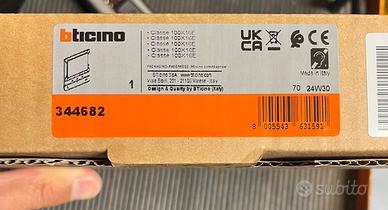 bticino
• Classe 100X16E
• Classe 100X16E
• Classe 100X16E
• Classe 100X16E
• Classe 100X16E
UK
CA
CE
1
BTicino SpA - www.bticino.com
Viale Borri, 231 - 21100 Varese - Italy
Design & Quality by BTicino (Italy)
Made in Italy
70 24W30
344682
8 005543 631591
subito